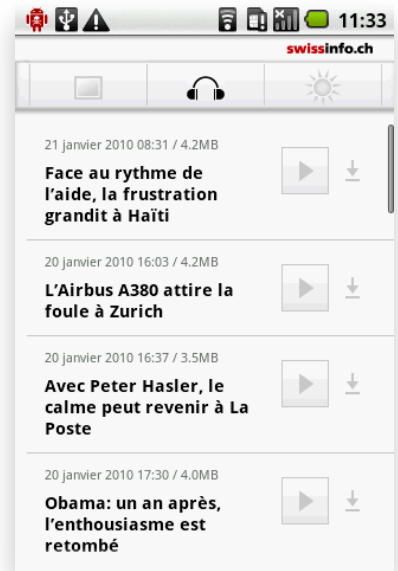 11:33
swissinfo.ch
21 janvier 2010 08:31 / 4.2MB
Face au rythme de
l'aide, la frustration
grandit à Haïti
20 janvier 2010 16:03 / 4.2MB
L'Airbus A380 attire la
foule à Zurich
20 janvier 2010 16:37 / 3.5MB
Avec Peter Hasler, le
calme peut revenir à La
Poste
20 janvier 2010 17:30 / 4.0MB
Obama: un an après,
l'enthousiasme est
retombé